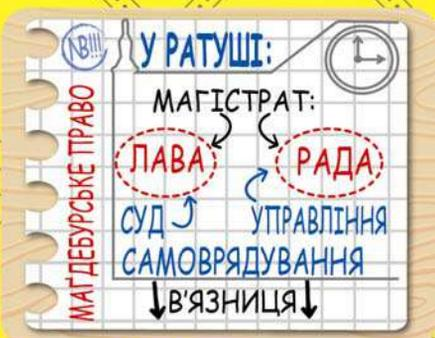 NB!!!
У РАТУШІ:
МАГДЕБУРСЬКЕ ПРАВО
МАГІСТРАТ:
ЛАВА РАДА
СУД УПРАВЛІННЯ
САМОВРЯДУВАННЯ
В'ЯЗНИЦЯ